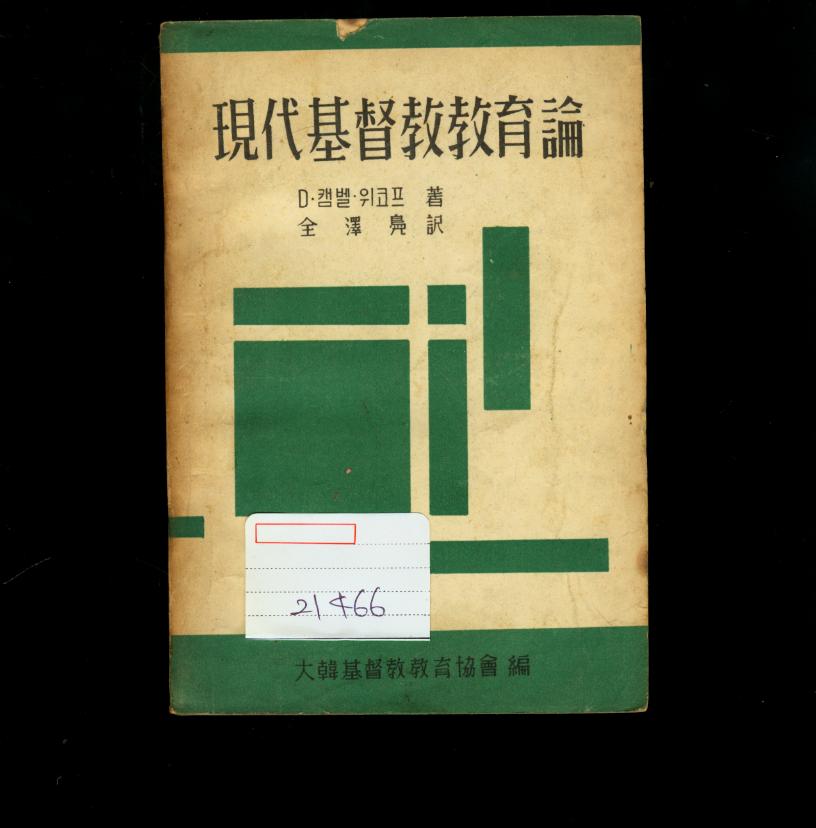 現代基督教教育論
D·캠벨·위코프 著
全澤鳧訳
21466
大韓基督教教育協會 編